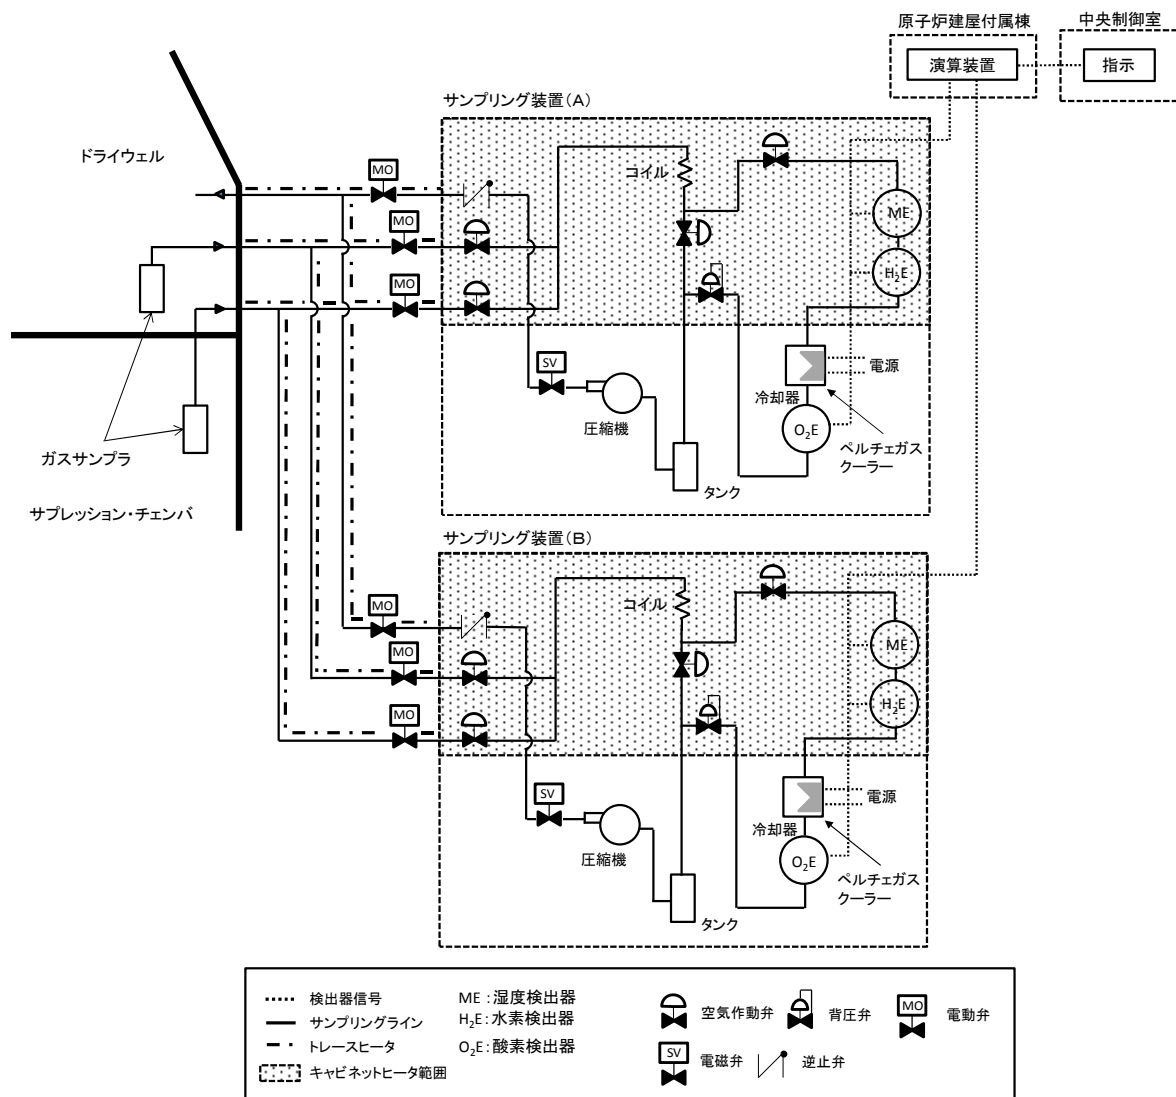 原子炉建屋付属棟
中央制御室
演算装置
指示
サンプリング装置(A)
ドライウェル
MO
コイル
MO
ME
MO
H₂E
SV
電源
冷却器
圧縮機
O₂E
ペルチェガス
クーラー
ガスサンプラ
タンク
サプレッション・チェンバ
サンプリング装置(B)
MO
コイル
MO
ME
MO
H₂E
SV
電源
冷却器
圧縮機
O₂E
ペルチェガス
クーラー
タンク
検出器信号
サンプリングライン
トレースヒータ
キャビネットヒータ範囲
ME:湿度検出器
H₂E:水素検出器
O₂E:酸素検出器
空気作動弁
背圧弁
MO
電動弁
SV
電磁弁
逆止弁